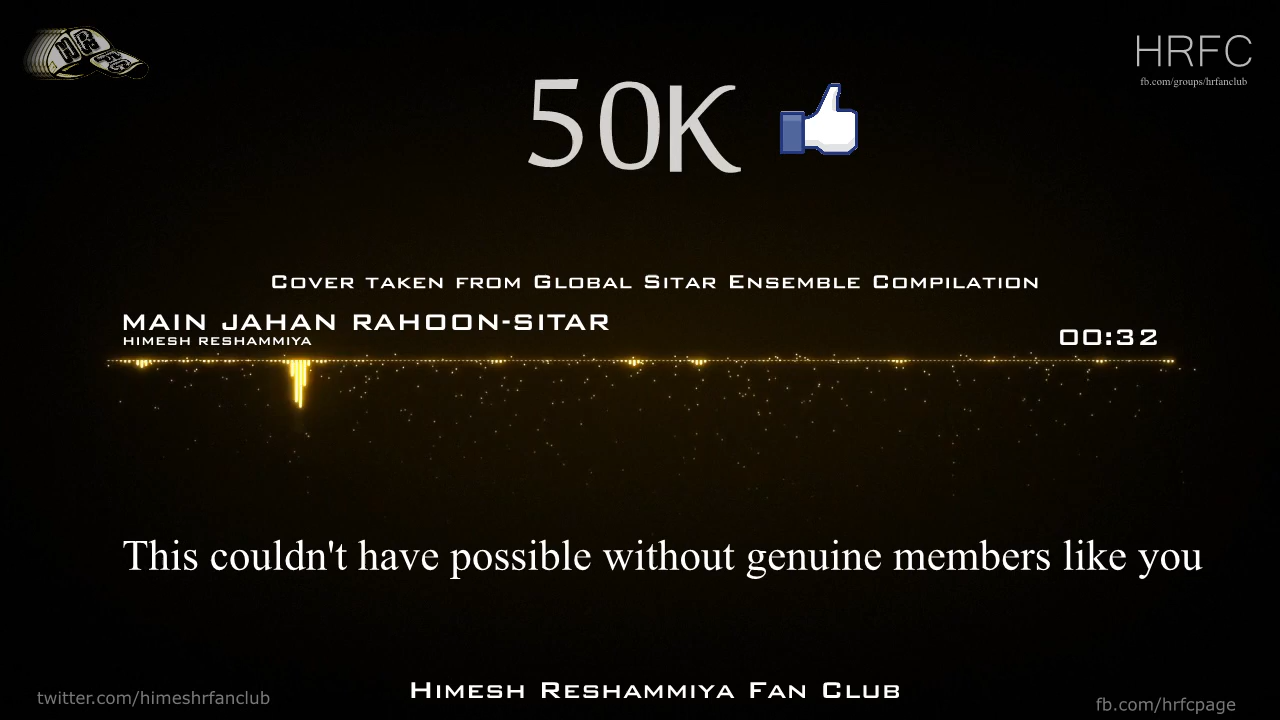 HRFC
HRFC
fb.com/groups/hrfanclub
50K
Cover taken from Global Sitar Ensemble Compilation
MAIN JAHAN RAHOON-SITAR
HIMESH RESHAMMIYA
00:32
This couldn't have possible without genuine members like you
twitter.com/himeshrfanclub
Himesh Reshammiya Fan Club
fb.com/hrfcpage